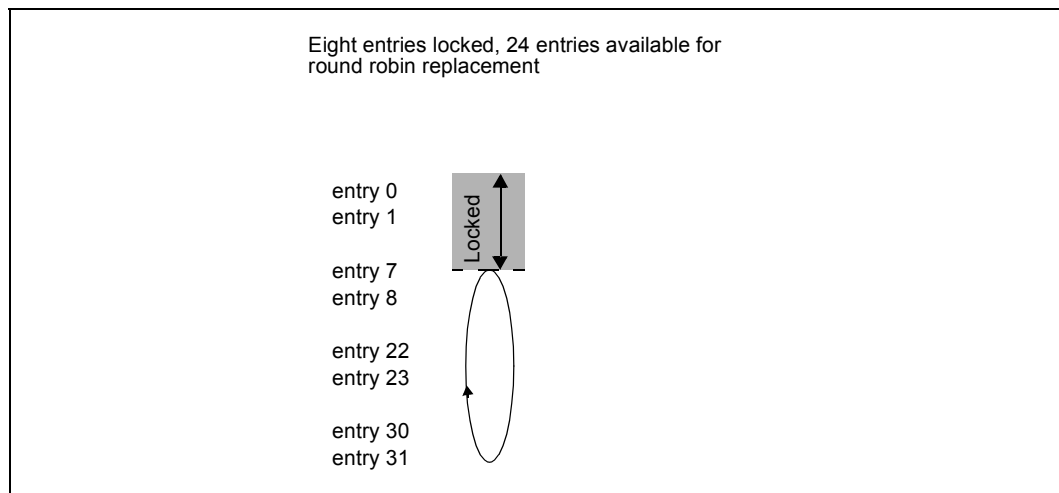 Eight entries locked, 24 entries available for
round robin replacement
entry 0
entry 1
Locked
entry 7
entry 8
entry 22
entry 23
entry 30
entry 31